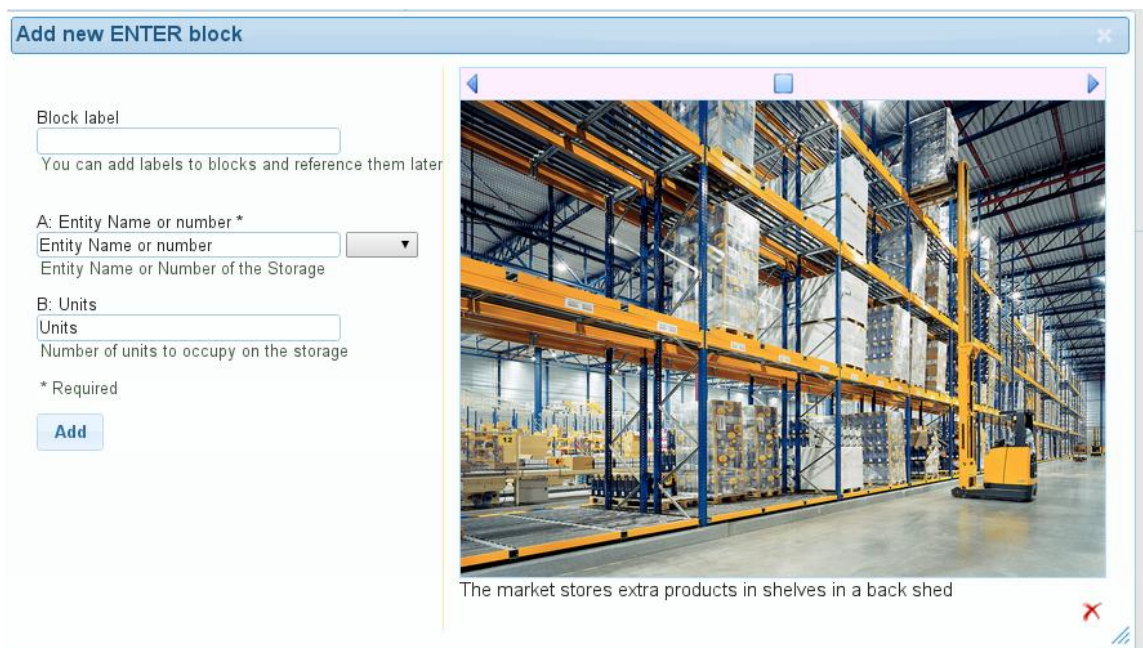 Add new ENTER block
Block label
You can add labels to blocks and reference them later
A: Entity Name or number *
Entity Name or number
Entity Name or Number of the Storage
B: Units
Units
Number of units to occupy on the storage
* Required
Add
12
The market stores extra products in shelves in a back shed